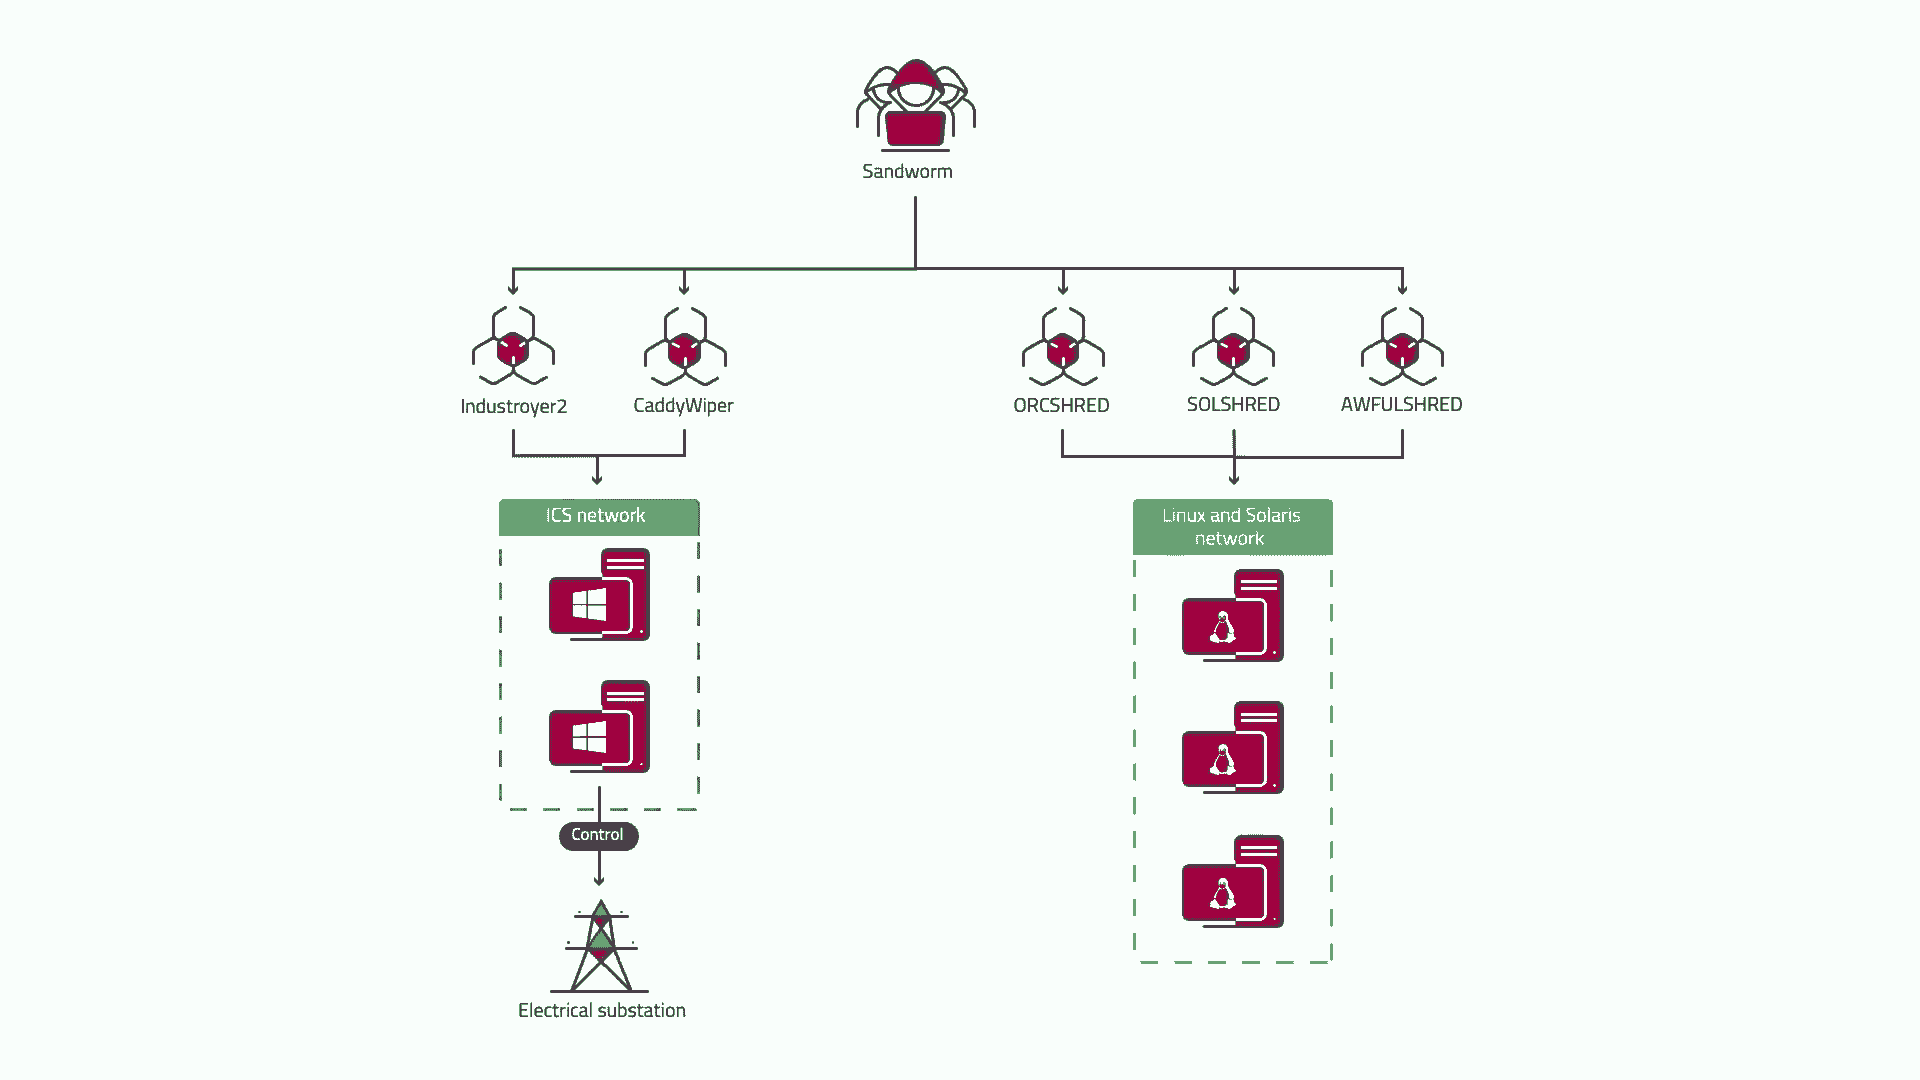 Sandworm
Industroyer2
CaddyWiper
ORCSHRED
SOLSHRED
AWFULSHRED
ICS network
Linux and Solaris
network
Control
Electrical substation